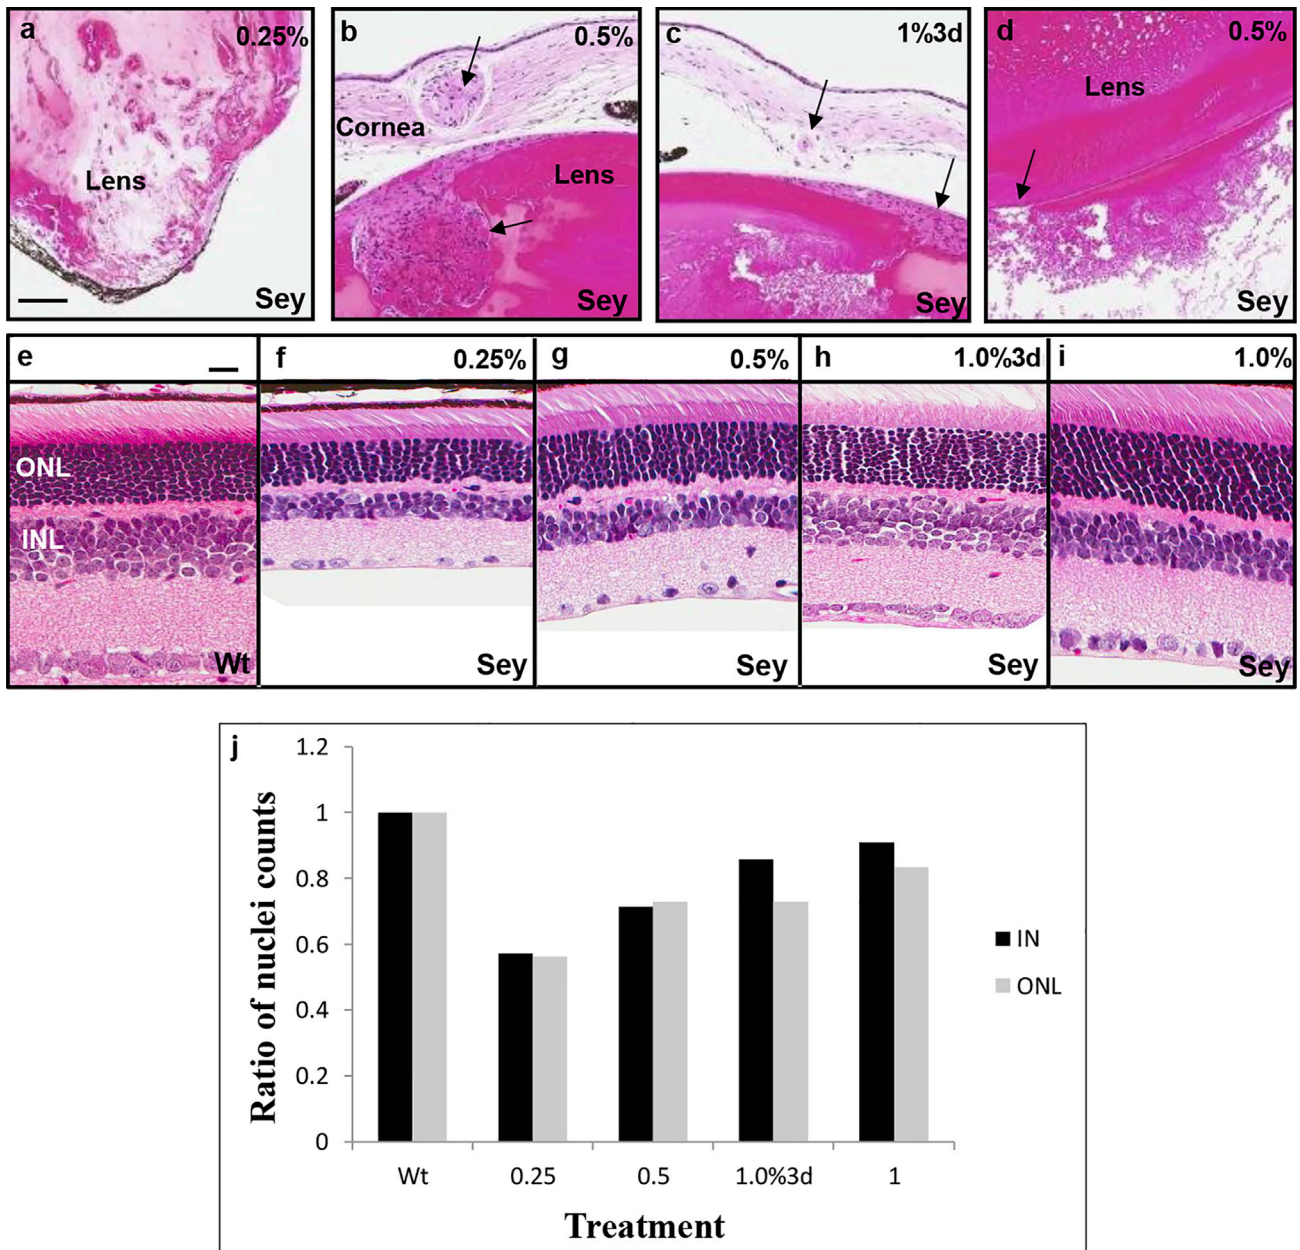 a 0.25%
Lens
Sey
b 0.5%
Cornea
Lens
Sey
c 1%3d
Sey
d 0.5%
Lens
Sey
e
ONL
INL
Wt
f 0.25%
Sey
g 0.5%
Sey
h 1.0%3d
Sey
i 1.0%
Sey
j
Ratio of nuclei counts
1.2
1
0.8
0.6
0.4
0.2
0
Wt 0.25 0.5 1.0%3d 1
Treatment
IN
ONL